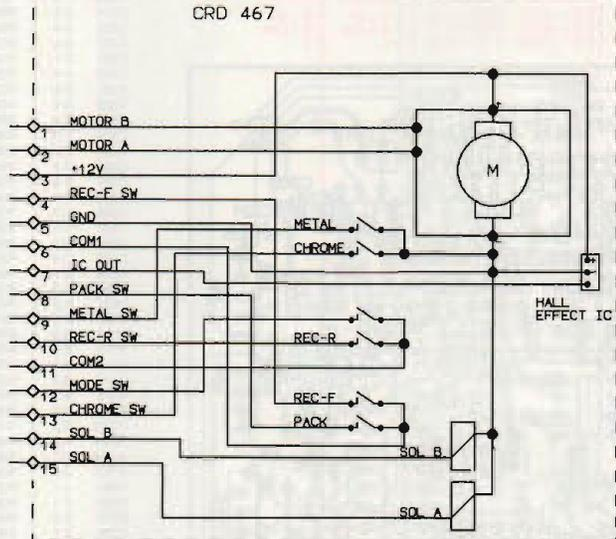 CRD 467
1 MOTOR B
2 MOTOR A
3 +12V
4 REC-F SW
5 GND
6 COM1
7 IC OUT
8 PACK SW
9 METAL SW
10 REC-R SW
11 COM2
12 MODE SW
13 CHROME SW
14 SOL B
15 SOL A
METAL
CHROME
REC-R
REC-F
PACK
SOL B
SOL A
M
+
-
+
-
HALL
EFFECT IC